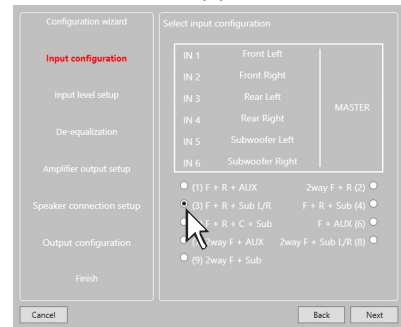 Configuration wizard
Input configuration
Input level setup
De-equalization
Amplifier output setup
Speaker connection setup
Output configuration
Finish
Select input configuration
IN 1 Front Left
IN 2 Front Right
IN 3 Rear Left
IN 4 Rear Right
IN 5 Subwoofer Left
IN 6 Subwoofer Right
MASTER
(1) F + R + AUX 2way F + R (2)
(3) F + R + Sub L/R F + R + Sub (4)
F + R + C + Sub F + AUX (6)
2way F + AUX 2way F + Sub L/R (8)
(9) 2way F + Sub
Cancel Back Next